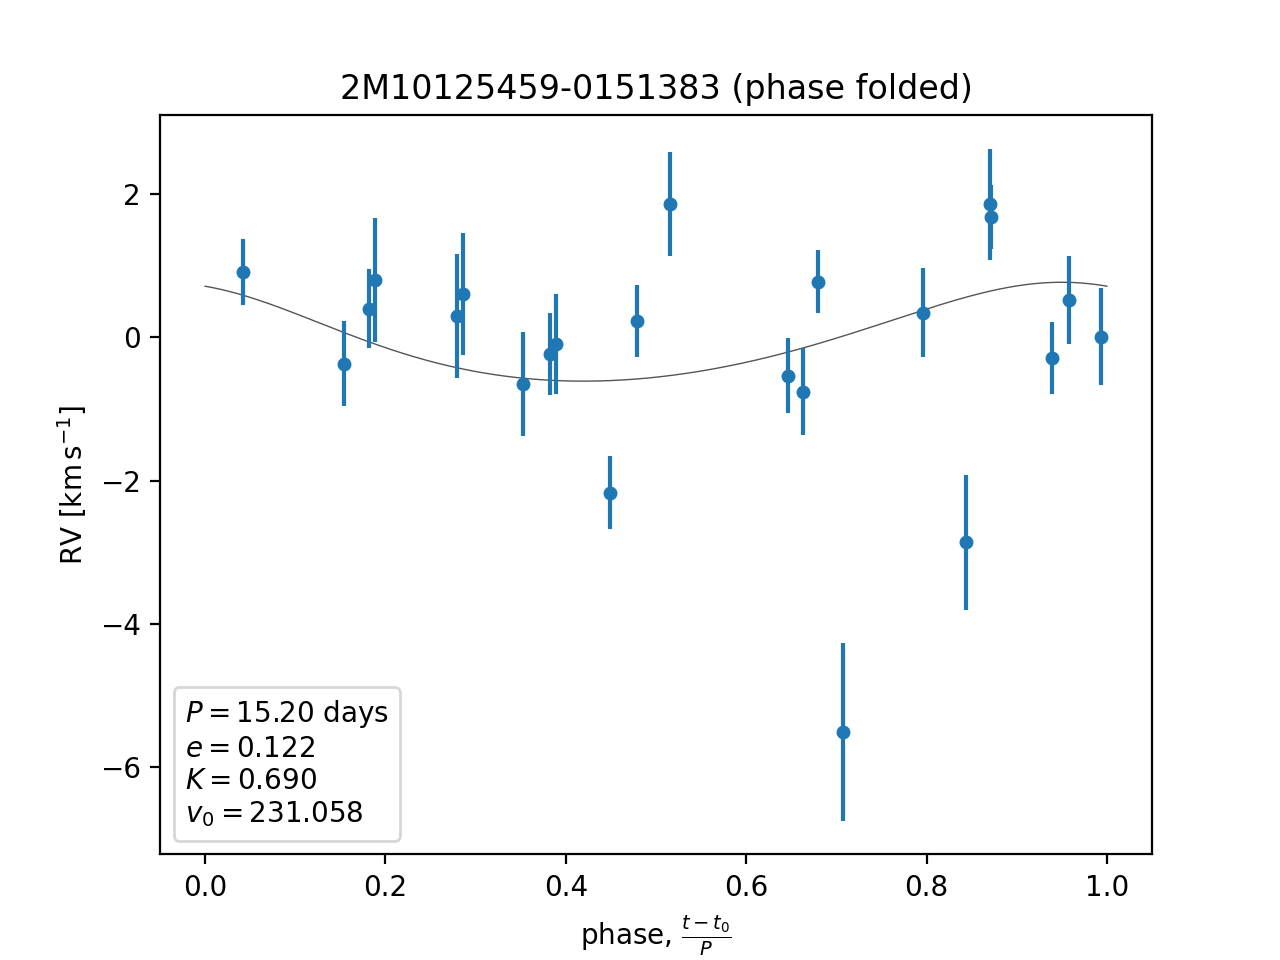 2M10125459-0151383 (phase folded)
2
0
−2
−4
−6
RV [km s⁻¹]
P = 15.20 days
e = 0.122
K = 0.690
v₀ = 231.058
0.0 0.2 0.4 0.6 0.8 1.0
phase, (t − t₀)/P